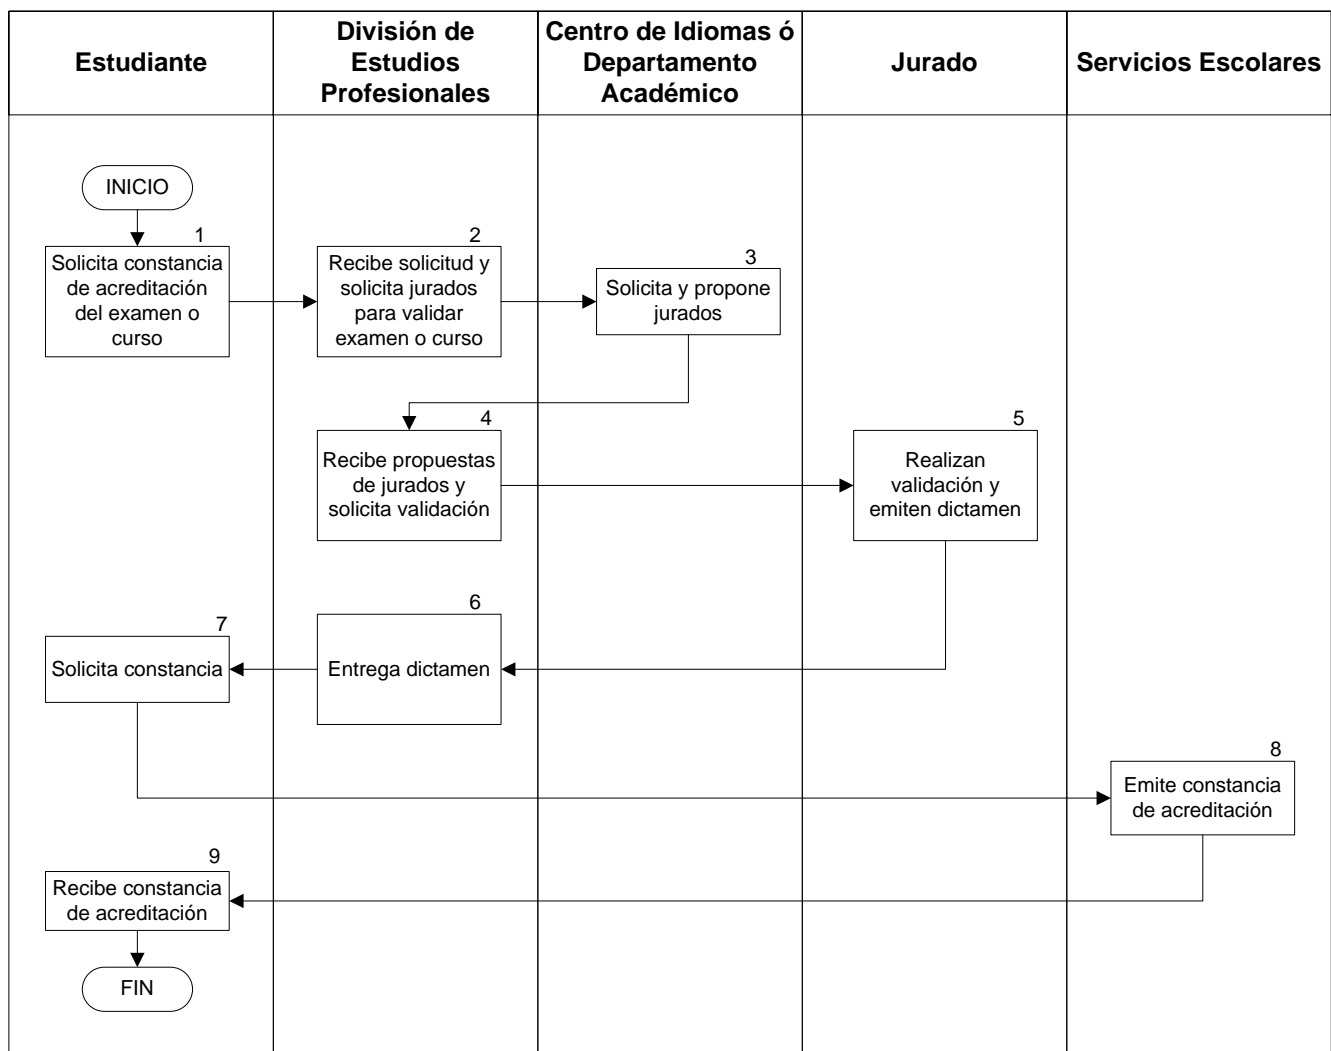 Estudiante
División de
Estudios
Profesionales
Centro de Idiomas ó
Departamento
Académico
Jurado
Servicios Escolares
INICIO
1
Solicita constancia
de acreditación
del examen o
curso
2
Recibe solicitud y
solicita jurados
para validar
examen o curso
3
Solicita y propone
jurados
4
Recibe propuestas
de jurados y
solicita validación
5
Realizan
validación y
emiten dictamen
6
Entrega dictamen
7
Solicita constancia
8
Emite constancia
de acreditación
9
Recibe constancia
de acreditación
FIN